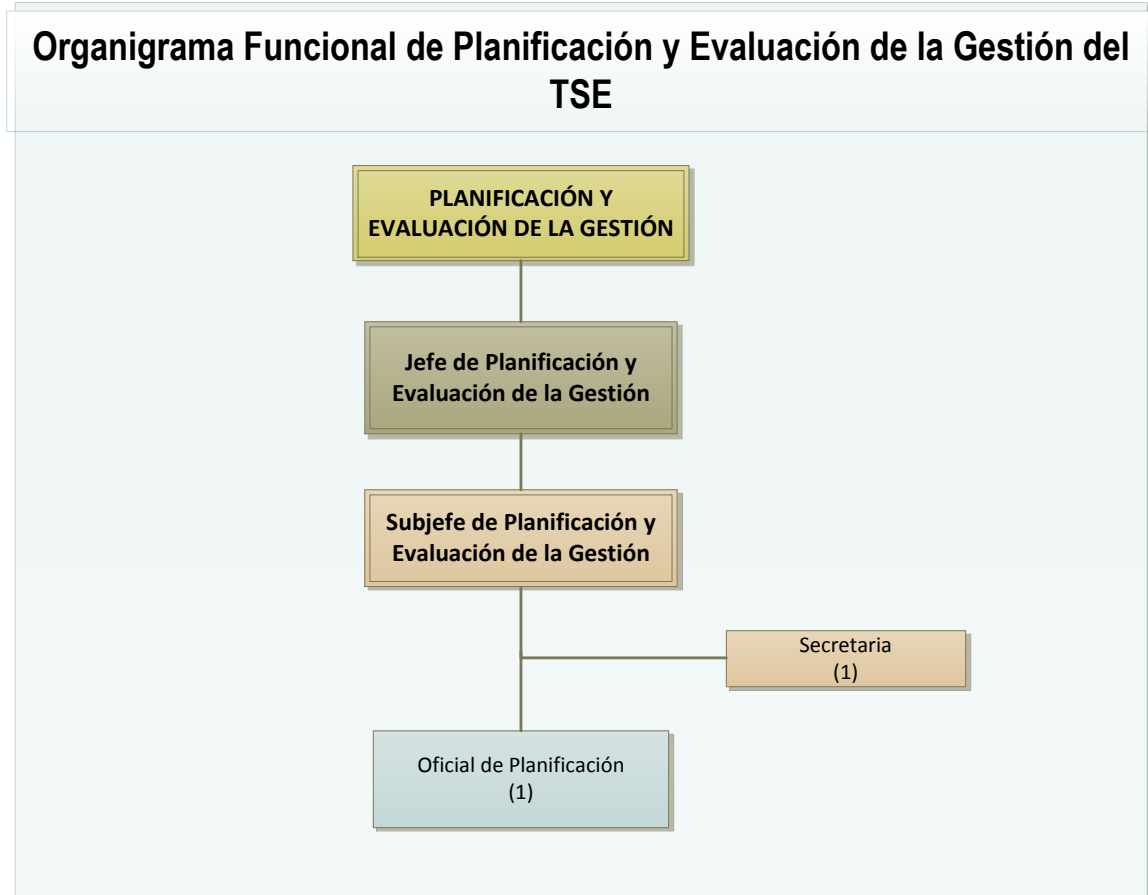 Organigrama Funcional de Planificación y Evaluación de la Gestión del
TSE
PLANIFICACIÓN Y
EVALUACIÓN DE LA GESTIÓN
Jefe de Planificación y
Evaluación de la Gestión
Subjefe de Planificación y
Evaluación de la Gestión
Secretaria
(1)
Oficial de Planificación
(1)